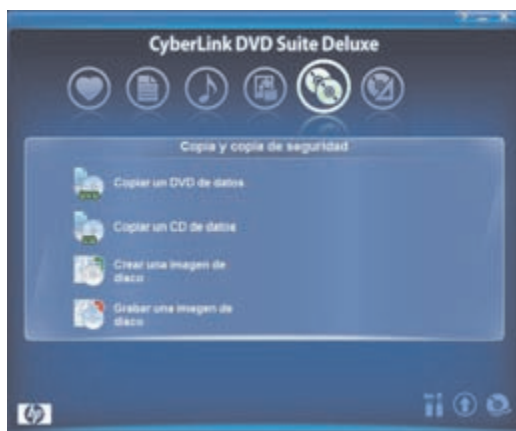 CyberLink DVD Suite Deluxe
Copia y copia de seguridad
Copiar un DVD de datos
Copiar un CD de datos
Crear una imagen de
disco
Grabar una imagen de
disco
hp